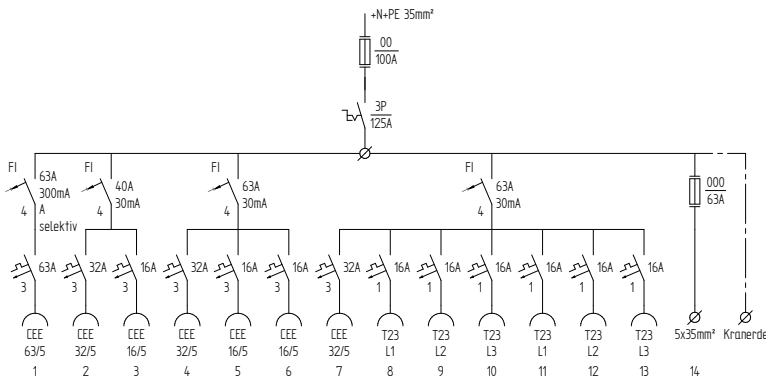 +N+PE 35mm²
00
100A
3P
125A
FI
63A
300mA
A
selektiv
4
FI
40A
30mA
4
FI
63A
30mA
4
FI
63A
30mA
4
000
63A
63A 32A 16A 32A 16A 16A 32A 16A 16A 16A 16A 16A 16A
3 3 3 3 3 3 3 1 1 1 1 1 1
CEE CEE CEE CEE CEE CEE CEE T23 T23 T23 T23 T23 T23 5x35mm² Kranerde
63/5 32/5 16/5 32/5 16/5 16/5 32/5 L1 L2 L3 L1 L2 L3
1 2 3 4 5 6 7 8 9 10 11 12 13 14